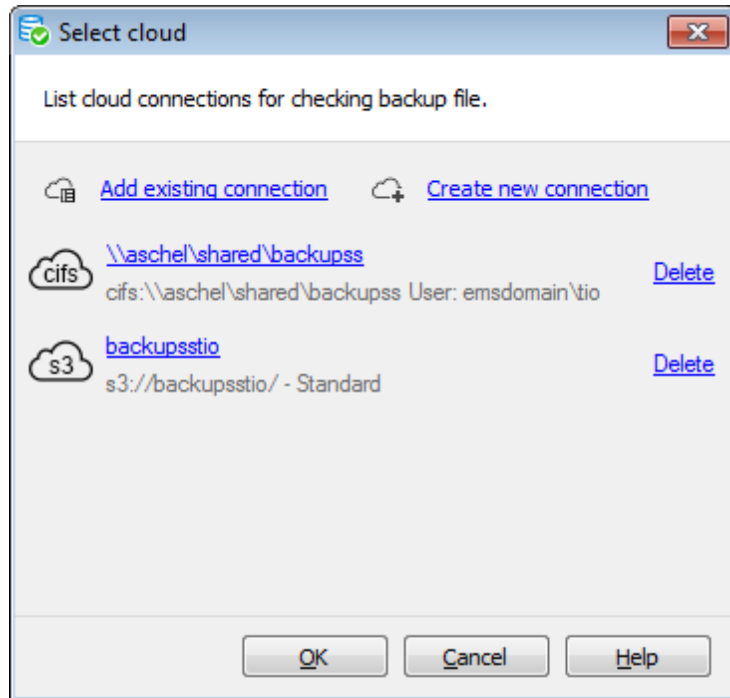 Select cloud
List cloud connections for checking backup file.
Add existing connection Create new connection
cifs
\\aschel\shared\backupss
Delete
cifs:\\aschel\shared\backupss User: emsdomain\tio
s3
backupsstio
Delete
s3://backupsstio/ - Standard
OK Cancel Help